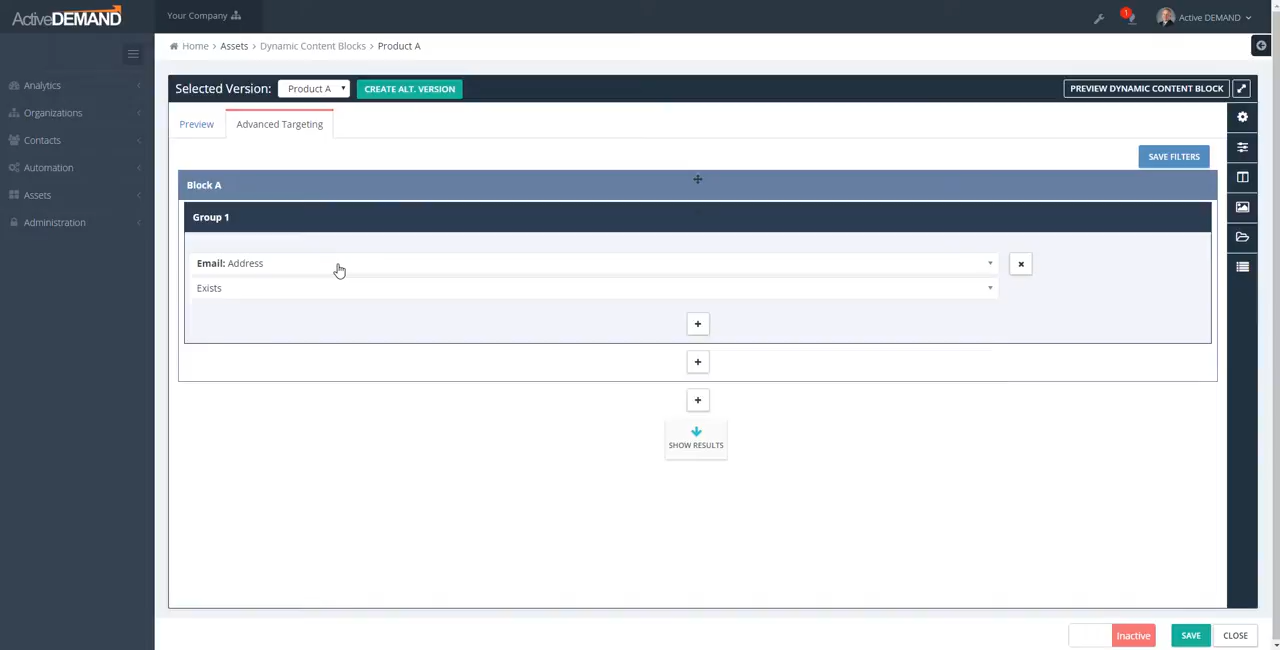 ActiveDEMAND
Your Company
1
Active DEMAND
Home > Assets > Dynamic Content Blocks > Product A
Analytics
Organizations
Contacts
Automation
Assets
Administration
Selected Version:
Product A
CREATE ALT. VERSION
PREVIEW DYNAMIC CONTENT BLOCK
Preview
Advanced Targeting
SAVE FILTERS
Block A
Group 1
Email: Address
Exists
SHOW RESULTS
Inactive
SAVE
CLOSE